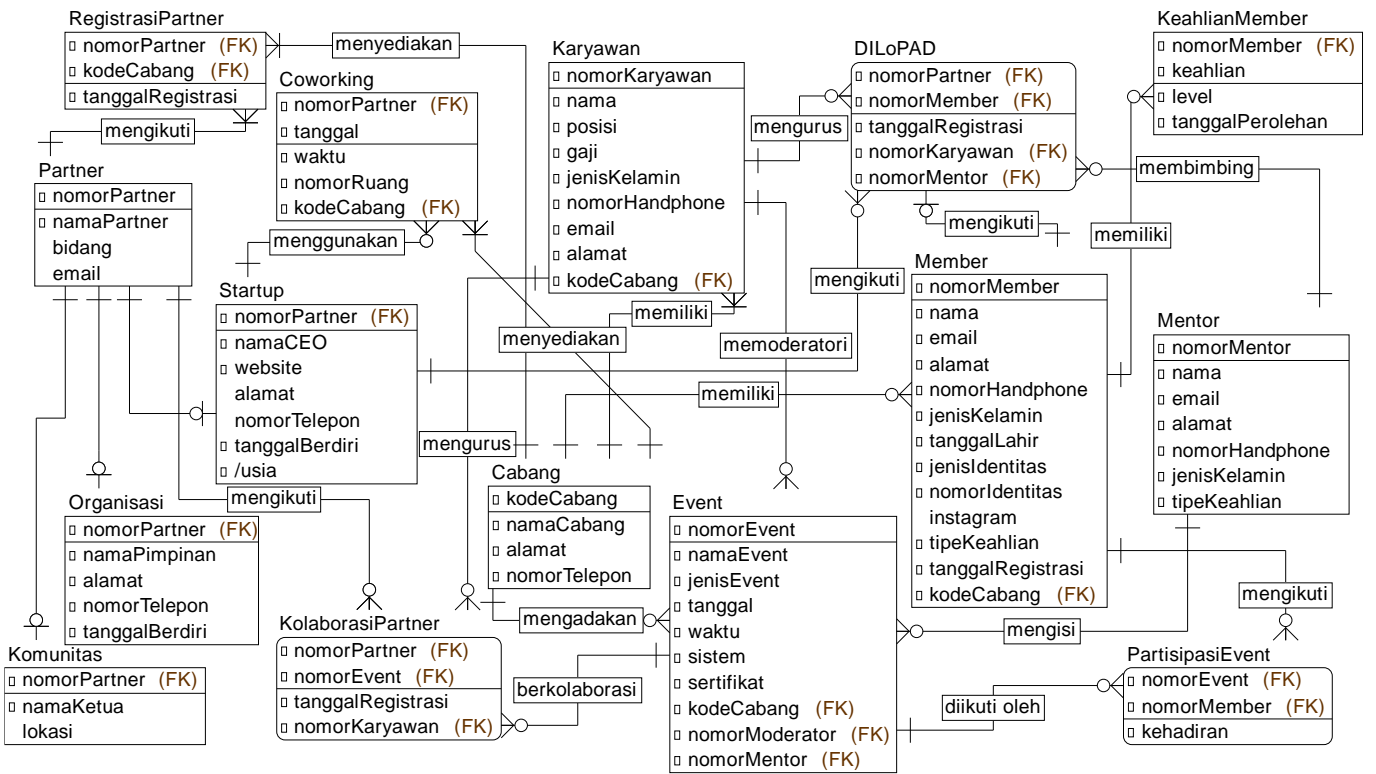 RegistrasiPartner
nomorPartner (FK)
kodeCabang (FK)
tanggalRegistrasi
menyediakan
mengikuti
Coworking
nomorPartner (FK)
tanggal
waktu
nomorRuang
kodeCabang (FK)
menggunakan
Karyawan
nomorKaryawan
nama
posisi
gaji
jenisKelamin
nomorHandphone
email
alamat
kodeCabang (FK)
mengurus
DILoPAD
nomorPartner (FK)
nomorMember (FK)
tanggalRegistrasi
nomorKaryawan (FK)
nomorMentor (FK)
KeahlianMember
nomorMember (FK)
keahlian
level
tanggalPerolehan
membimbing
mengikuti
memiliki
mengikuti
Partner
nomorPartner
namaPartner
bidang
email
Startup
nomorPartner (FK)
namaCEO
website
alamat
nomorTelepon
tanggalBerdiri
/usia
memiliki
menyediakan
memoderatori
memiliki
mengurus
Member
nomorMember
nama
email
alamat
nomorHandphone
jenisKelamin
tanggalLahir
jenisIdentitas
nomorIdentitas
instagram
tipeKeahlian
tanggalRegistrasi
kodeCabang (FK)
Mentor
nomorMentor
nama
email
alamat
nomorHandphone
jenisKelamin
tipeKeahlian
mengikuti
Organisasi
nomorPartner (FK)
namaPimpinan
alamat
nomorTelepon
tanggalBerdiri
Cabang
kodeCabang
namaCabang
alamat
nomorTelepon
mengadakan
Event
nomorEvent
namaEvent
jenisEvent
tanggal
waktu
sistem
sertifikat
kodeCabang (FK)
nomorModerator (FK)
nomorMentor (FK)
mengikuti
mengisi
Komunitas
nomorPartner (FK)
namaKetua
lokasi
KolaborasiPartner
nomorPartner (FK)
nomorEvent (FK)
tanggalRegistrasi
nomorKaryawan (FK)
berkolaborasi
diikuti oleh
PartisipasiEvent
nomorEvent (FK)
nomorMember (FK)
kehadiran